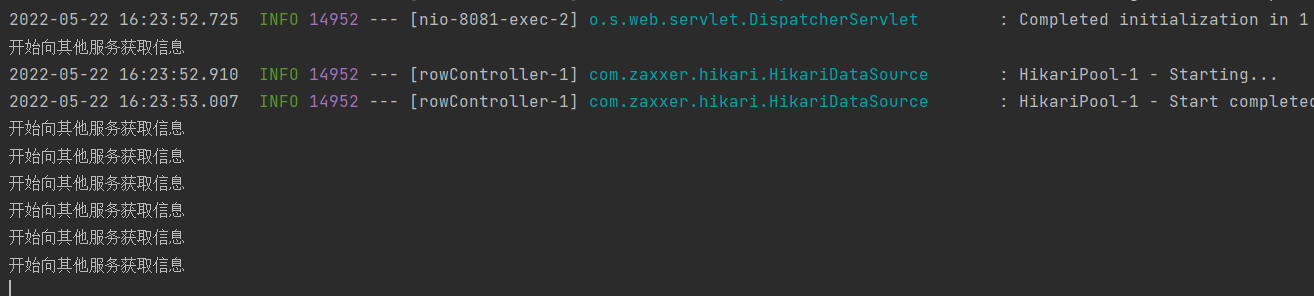 2022-05-22 16:23:52.725  INFO 14952 --- [nio-8081-exec-2] o.s.web.servlet.DispatcherServlet        : Completed initialization in 1
开始向其他服务获取信息
2022-05-22 16:23:52.910  INFO 14952 --- [rowController-1] com.zaxxer.hikari.HikariDataSource       : HikariPool-1 - Starting...
2022-05-22 16:23:53.007  INFO 14952 --- [rowController-1] com.zaxxer.hikari.HikariDataSource       : HikariPool-1 - Start completed
开始向其他服务获取信息
开始向其他服务获取信息
开始向其他服务获取信息
开始向其他服务获取信息
开始向其他服务获取信息
开始向其他服务获取信息